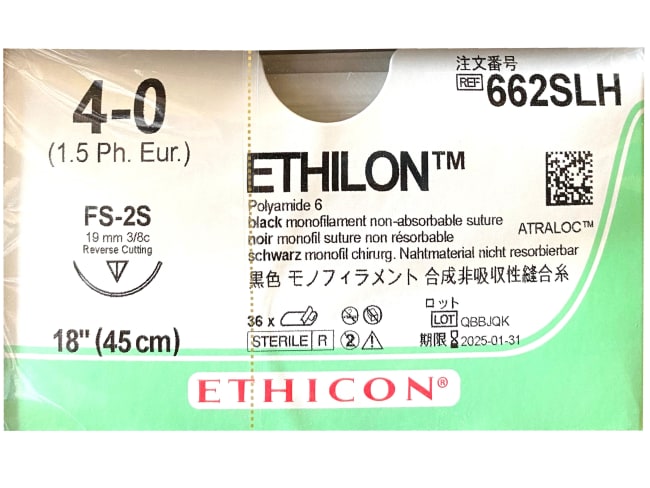 4-0
(1.5 Ph. Eur.)
FS-2S
19 mm 3/8c
Reverse Cutting
18" (45 cm)
注文番号
REF 662SLH
ETHILON™
Polyamide 6
black monofilament non-absorbable suture
noir monofil suture non résorbable
schwarz monofil chirurg. Nahtmaterial nicht resorbierbar
黒色 モノフィラメント 合成非吸収性縫合糸
ATRALOC™
36 x
STERILE R
2
ロット
LOT QBBJQK
期限 2025-01-31
ETHICON®